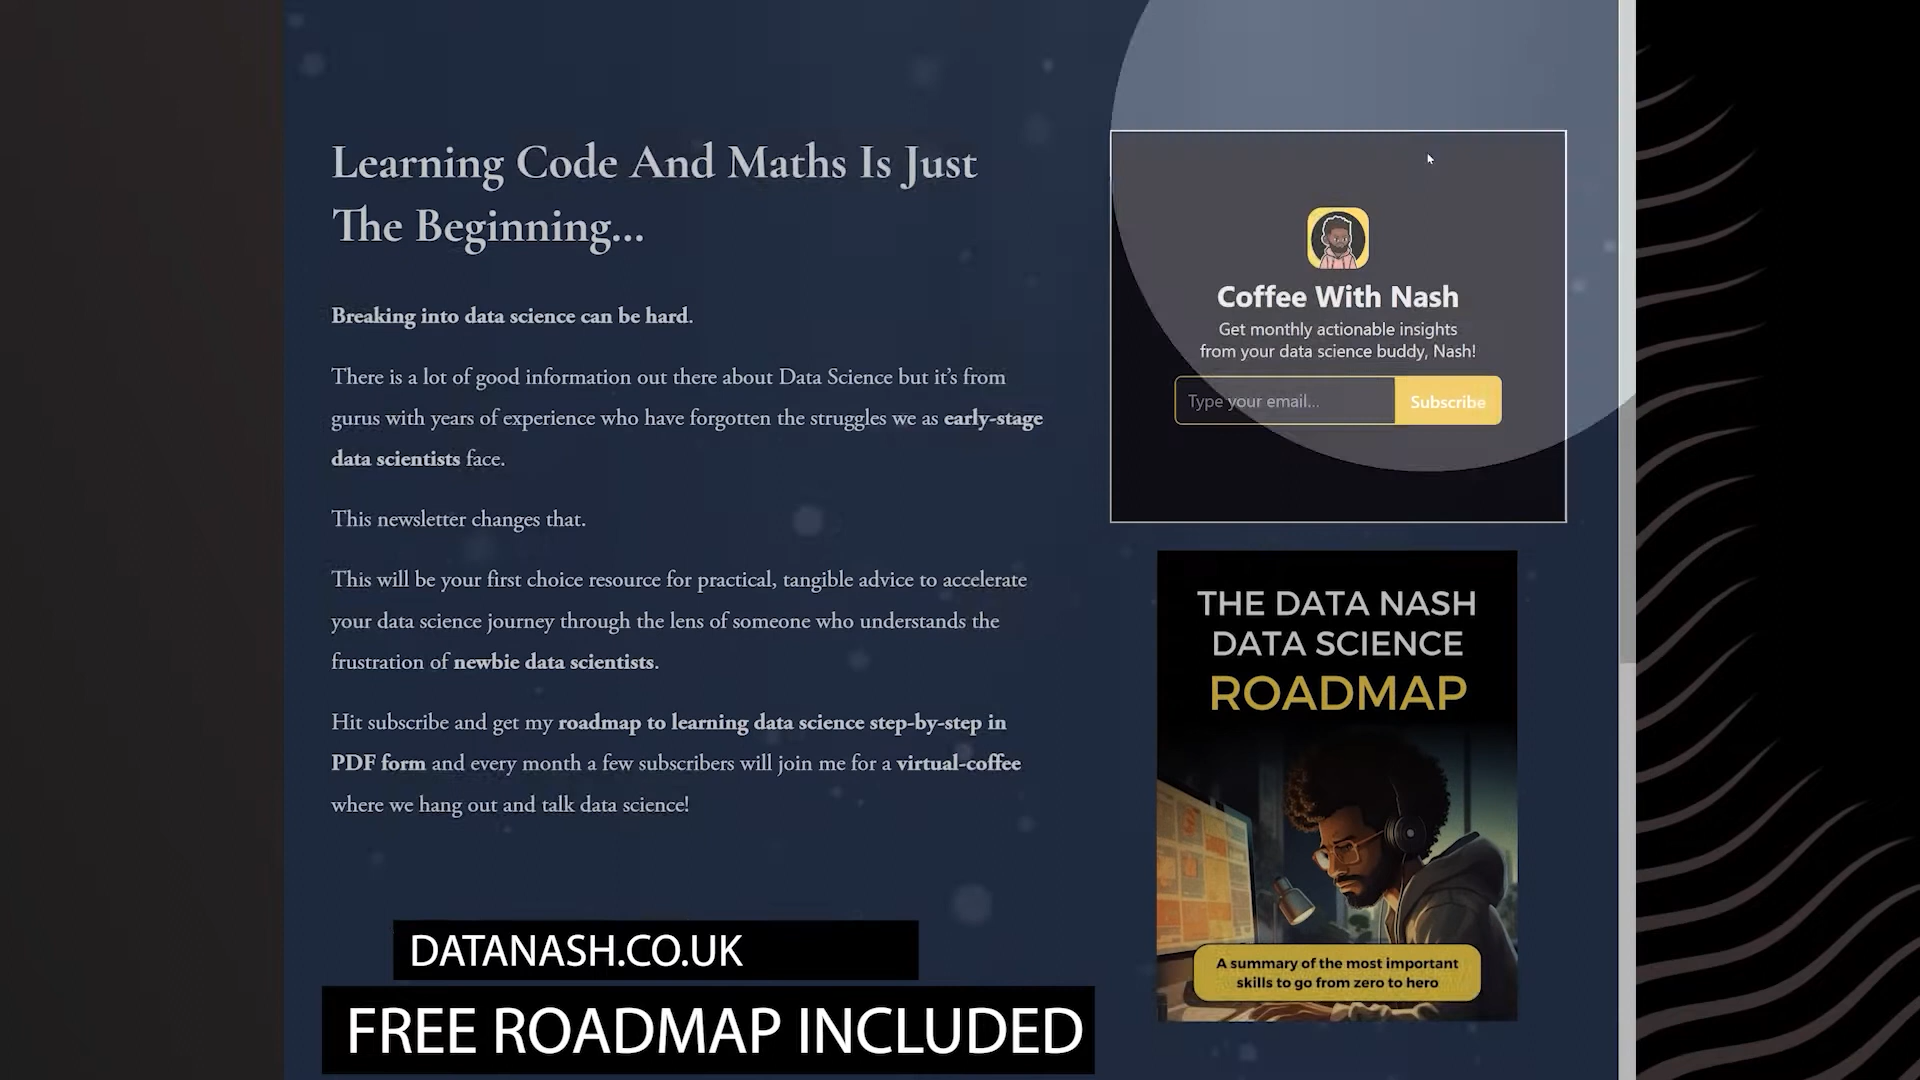 Learning Code And Maths Is Just
The Beginning...
Breaking into data science can be hard.
There is a lot of good information out there about Data Science but it's from
gurus with years of experience who have forgotten the struggles we as early-stage
data scientists face.
This newsletter changes that.
This will be your first choice resource for practical, tangible advice to accelerate
your data science journey through the lens of someone who understands the
frustration of newbie data scientists.
Hit subscribe and get my roadmap to learning data science step-by-step in
PDF form and every month a few subscribers will join me for a virtual-coffee
where we hang out and talk data science!
Coffee With Nash
Get monthly actionable insights
from your data science buddy, Nash!
Type your email...
Subscribe
THE DATA NASH
DATA SCIENCE
ROADMAP
A summary of the most important
skills to go from zero to hero
DATANASH.CO.UK
FREE ROADMAP INCLUDED